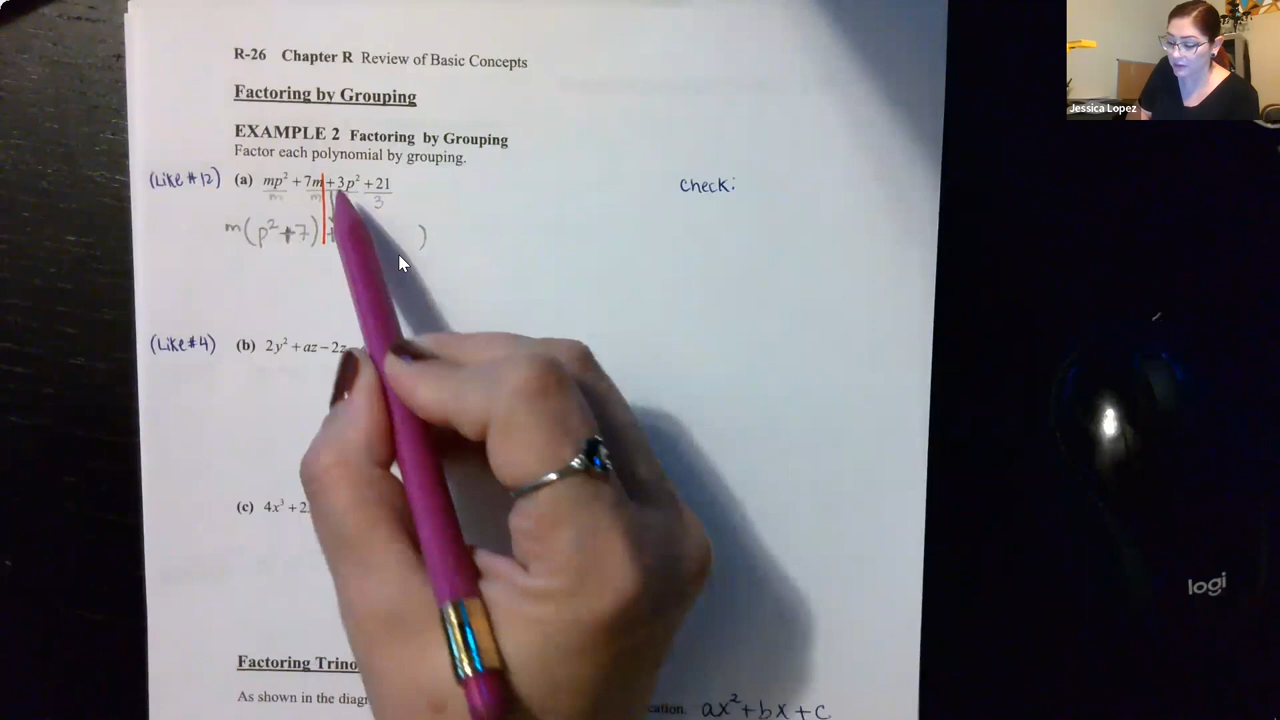 R-26 Chapter R Review of Basic Concepts
Factoring by Grouping
EXAMPLE 2 Factoring by Grouping
Factor each polynomial by grouping.
(Like #12) (a) mp² + 7m + 3p² + 21
m m 3
m(p² + 7) + )
check:
(Like #4) (b) 2y² + az − 2z
(c) 4x³ + 2
Factoring
As shown in the
ax² + bx + c
Jessica Lopez
logi